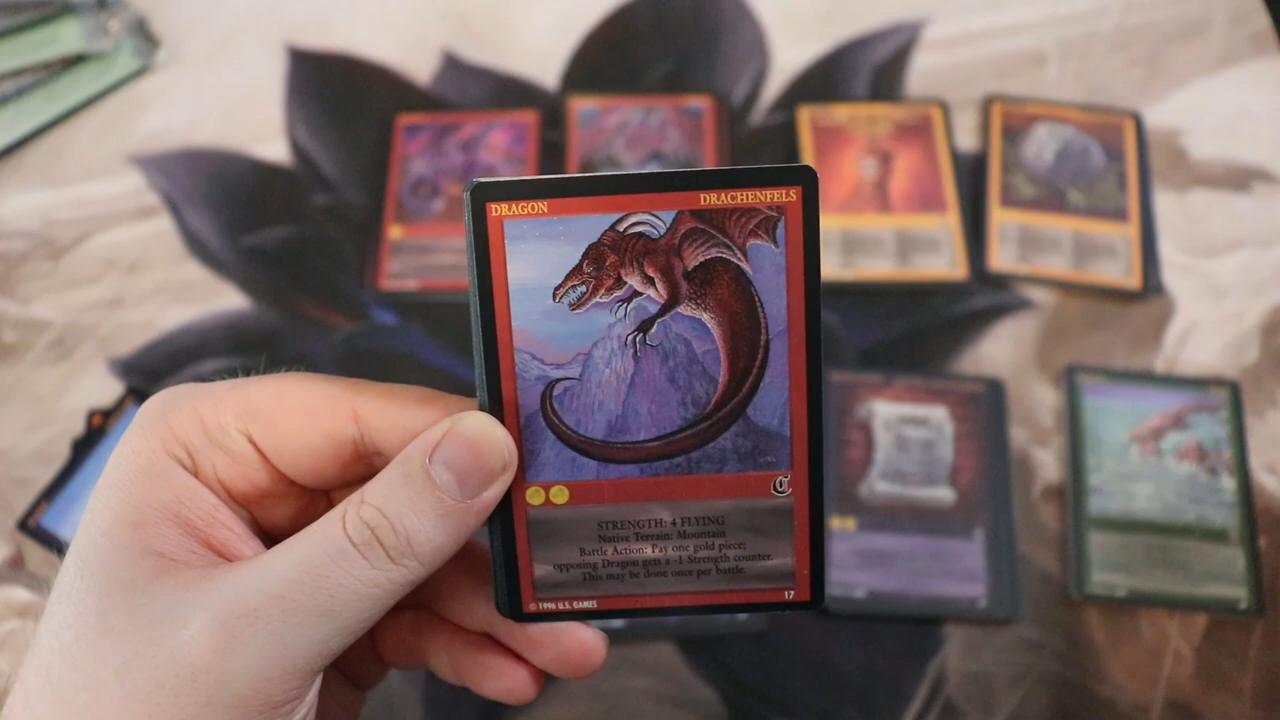 DRAGON DRACHENFELS
STRENGTH: 4 FLYING
Native Terrain: Mountain
Battle Action: Pay one gold piece;
opposing Dragon gets a -1 Strength counter.
This may be done once per battle.
© 1996 U.S. GAMES 17